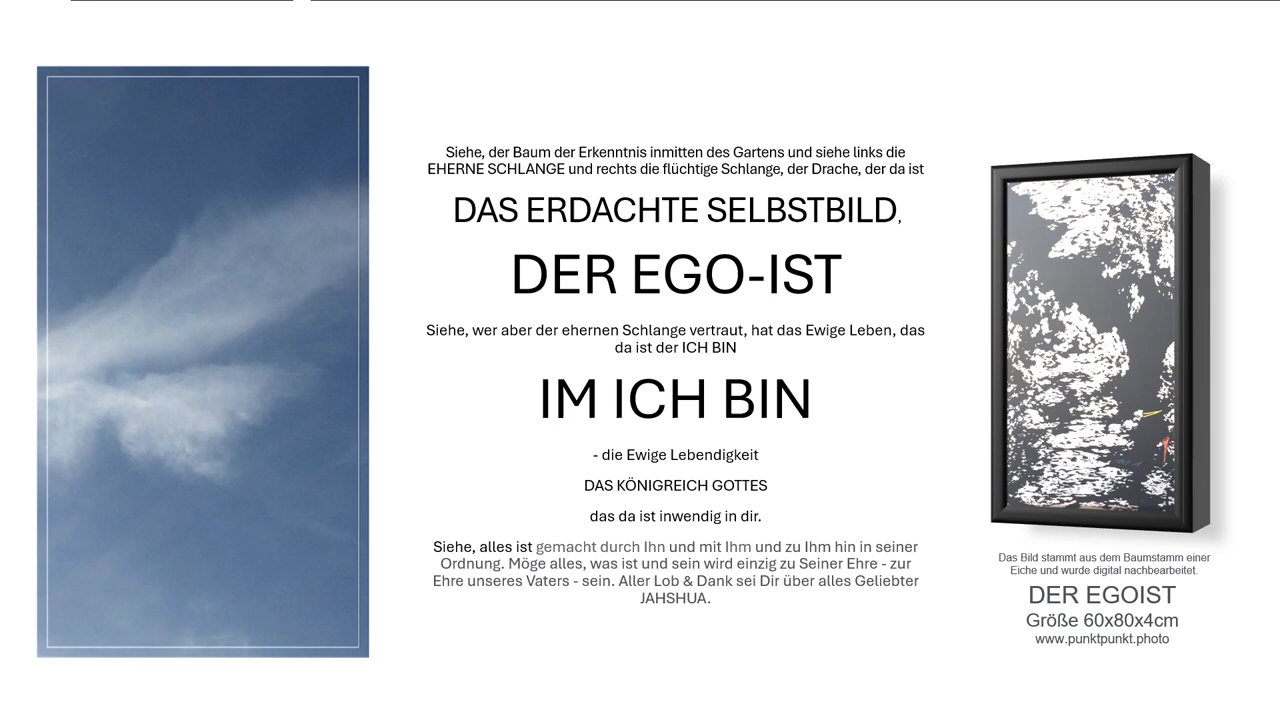 Siehe, der Baum der Erkenntnis inmitten des Gartens und siehe links die
EHERNE SCHLANGE und rechts die flüchtige Schlange, der Drache, der da ist
DAS ERDACHTE SELBSTBILD,
DER EGO-IST
Siehe, wer aber der ehernen Schlange vertraut, hat das Ewige Leben, das
da ist der ICH BIN
IM ICH BIN
- die Ewige Lebendigkeit
DAS KÖNIGREICH GOTTES
das da ist inwendig in dir.
Siehe, alles ist gemacht durch Ihn und mit Ihm und zu Ihm hin in seiner
Ordnung. Möge alles, was ist und sein wird einzig zu Seiner Ehre - zur
Ehre unseres Vaters - sein. Aller Lob & Dank sei Dir über alles Geliebter
JAHSHUA.
Das Bild stammt aus dem Baumstamm einer
Eiche und wurde digital nachbearbeitet.
DER EGOIST
Größe 60x80x4cm
www.punktpunkt.photo